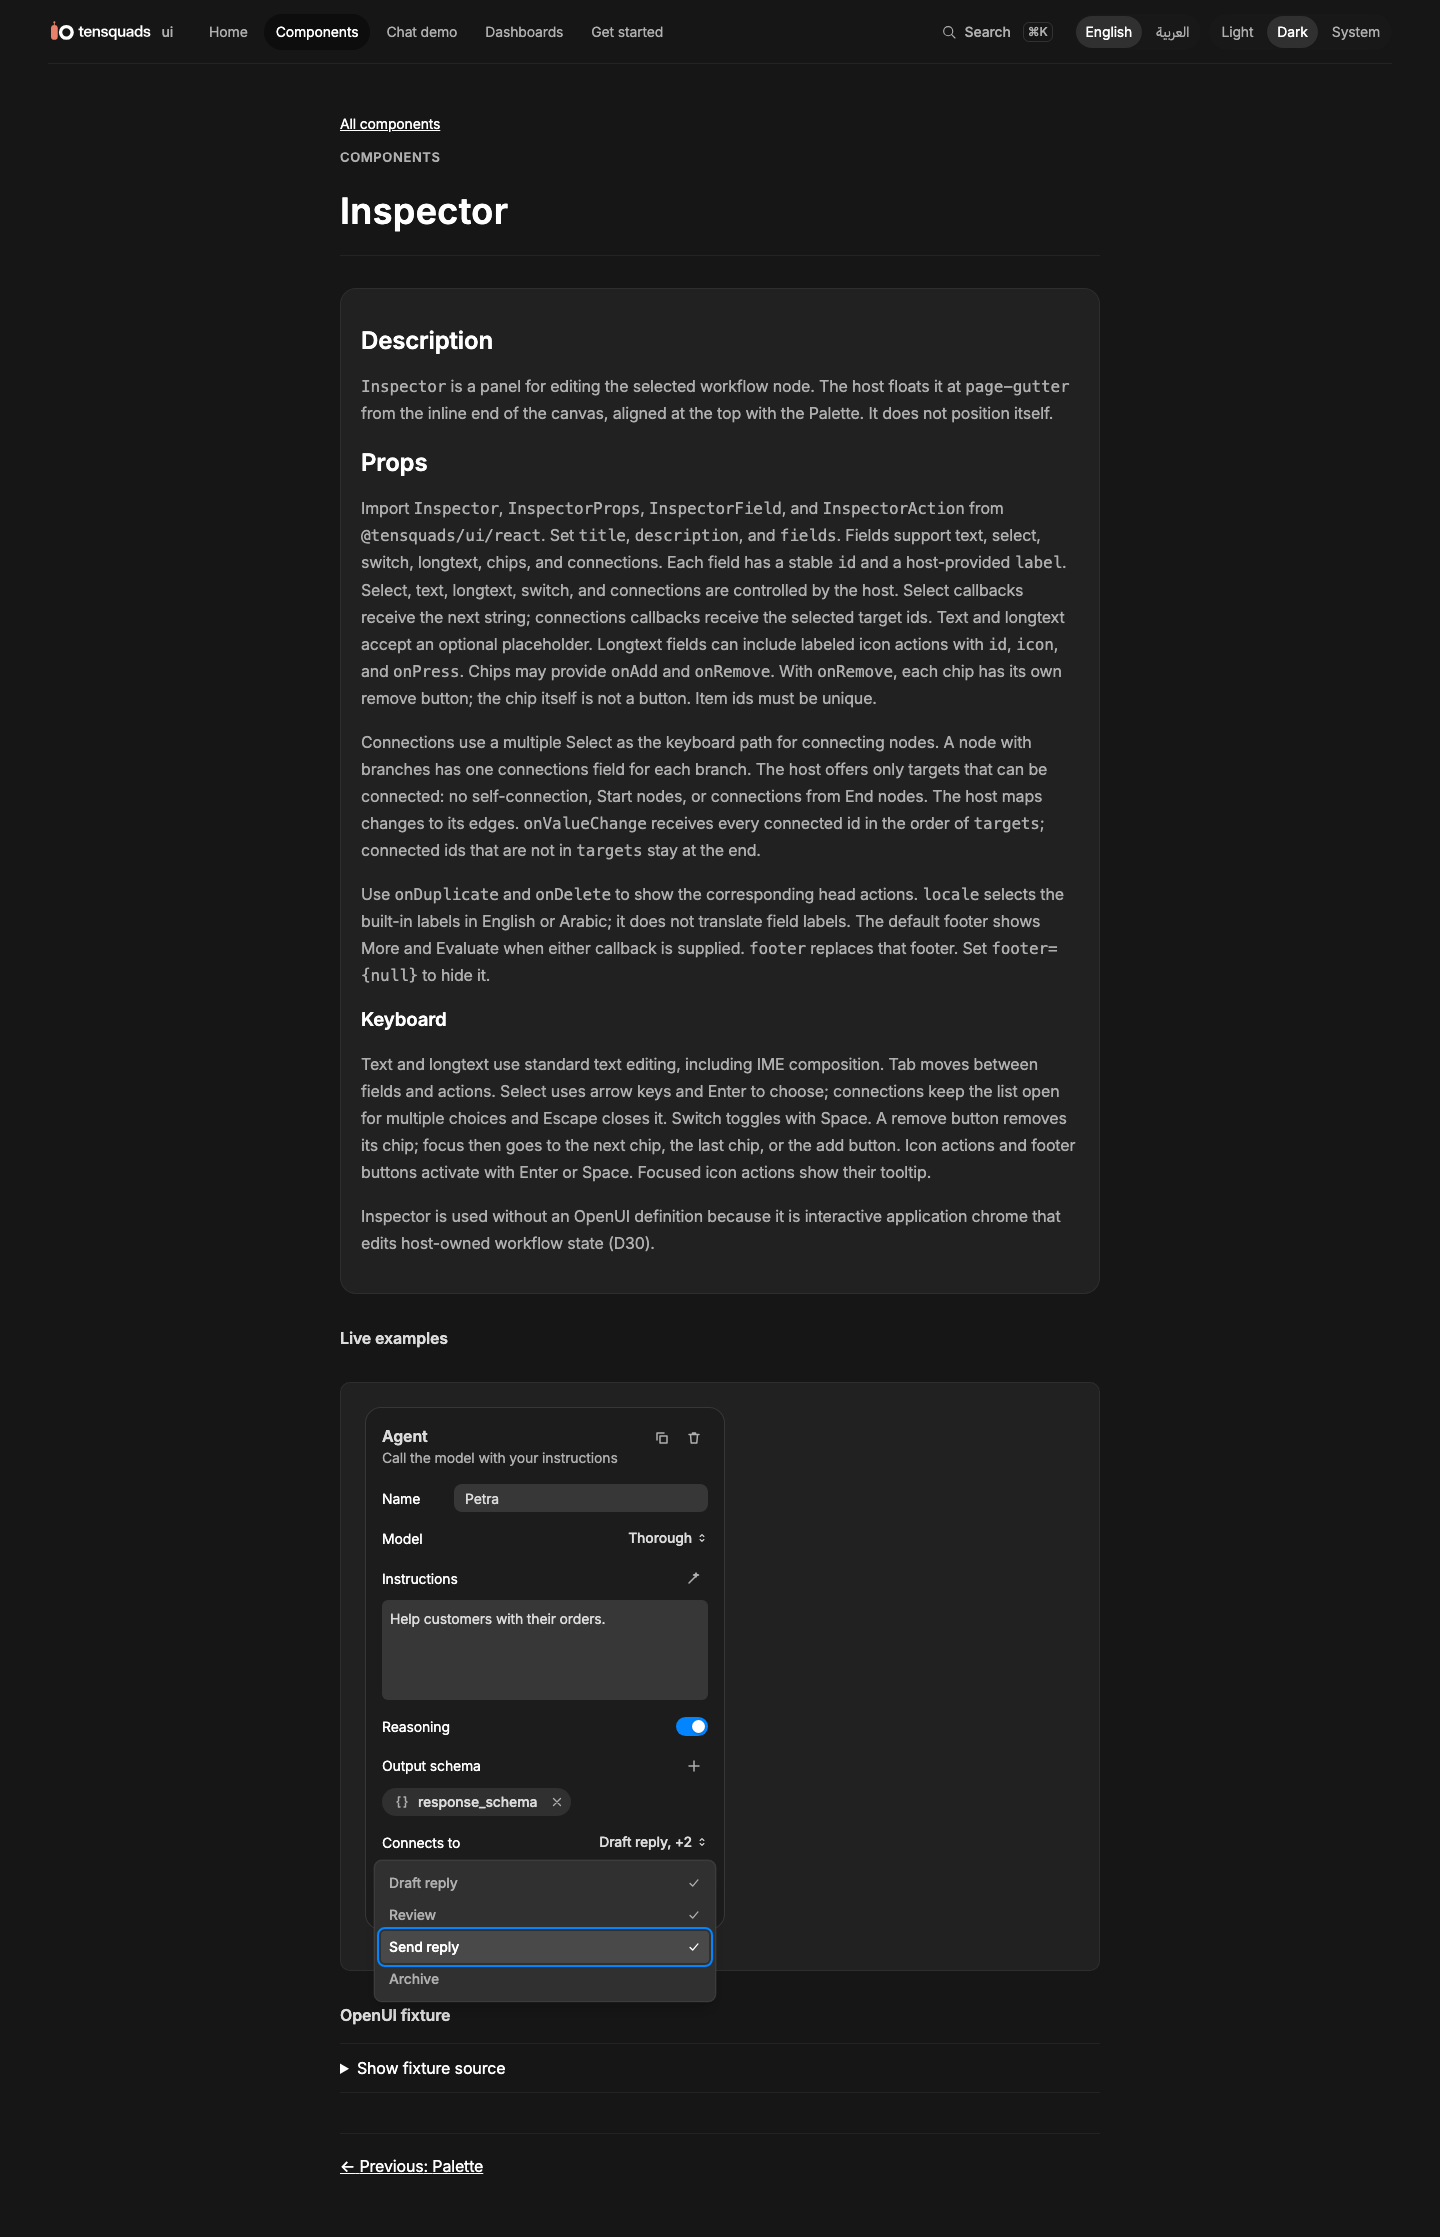 tensquads ui Home Components Chat demo Dashboards Get started Search ⌘K English العربية Light Dark System
All components
COMPONENTS
Inspector
Description
Inspector is a panel for editing the selected workflow node. The host floats it at page-gutter
from the inline end of the canvas, aligned at the top with the Palette. It does not position itself.
Props
Import Inspector, InspectorProps, InspectorField, and InspectorAction from
@tensquads/ui/react. Set title, description, and fields. Fields support text, select,
switch, longtext, chips, and connections. Each field has a stable id and a host-provided label.
Select, text, longtext, switch, and connections are controlled by the host. Select callbacks
receive the next string; connections callbacks receive the selected target ids. Text and longtext
accept an optional placeholder. Longtext fields can include labeled icon actions with id, icon,
and onPress. Chips may provide onAdd and onRemove. With onRemove, each chip has its own
remove button; the chip itself is not a button. Item ids must be unique.
Connections use a multiple Select as the keyboard path for connecting nodes. A node with
branches has one connections field for each branch. The host offers only targets that can be
connected: no self-connection, Start nodes, or connections from End nodes. The host maps
changes to its edges. onValueChange receives every connected id in the order of targets;
connected ids that are not in targets stay at the end.
Use onDuplicate and onDelete to show the corresponding head actions. locale selects the
built-in labels in English or Arabic; it does not translate field labels. The default footer shows
More and Evaluate when either callback is supplied. footer replaces that footer. Set footer=
{null} to hide it.
Keyboard
Text and longtext use standard text editing, including IME composition. Tab moves between
fields and actions. Select uses arrow keys and Enter to choose; connections keep the list open
for multiple choices and Escape closes it. Switch toggles with Space. A remove button removes
its chip; focus then goes to the next chip, the last chip, or the add button. Icon actions and footer
buttons activate with Enter or Space. Focused icon actions show their tooltip.
Inspector is used without an OpenUI definition because it is interactive application chrome that
edits host-owned workflow state (D30).
Live examples
Agent
Call the model with your instructions
Name Petra
Model Thorough
Instructions
Help customers with their orders.
Reasoning
Output schema
{} response_schema
Connects to Draft reply, +2
Draft reply
Review
Send reply
Archive
OpenUI fixture
Show fixture source
← Previous: Palette